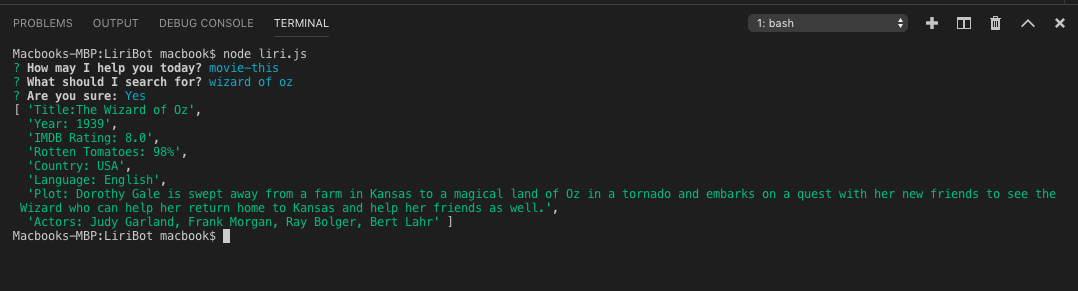 PROBLEMS OUTPUT DEBUG CONSOLE TERMINAL 1: bash
Macbooks-MBP:LiriBot macbook$ node liri.js
? How may I help you today? movie-this
? What should I search for? wizard of oz
? Are you sure: Yes
[ 'Title:The Wizard of Oz',
'Year: 1939',
'IMDB Rating: 8.0',
'Rotten Tomatoes: 98%',
'Country: USA',
'Language: English',
'Plot: Dorothy Gale is swept away from a farm in Kansas to a magical land of Oz in a tornado and embarks on a quest with her new friends to see the
Wizard who can help her return home to Kansas and help her friends as well.',
'Actors: Judy Garland, Frank Morgan, Ray Bolger, Bert Lahr' ]
Macbooks-MBP:LiriBot macbook$